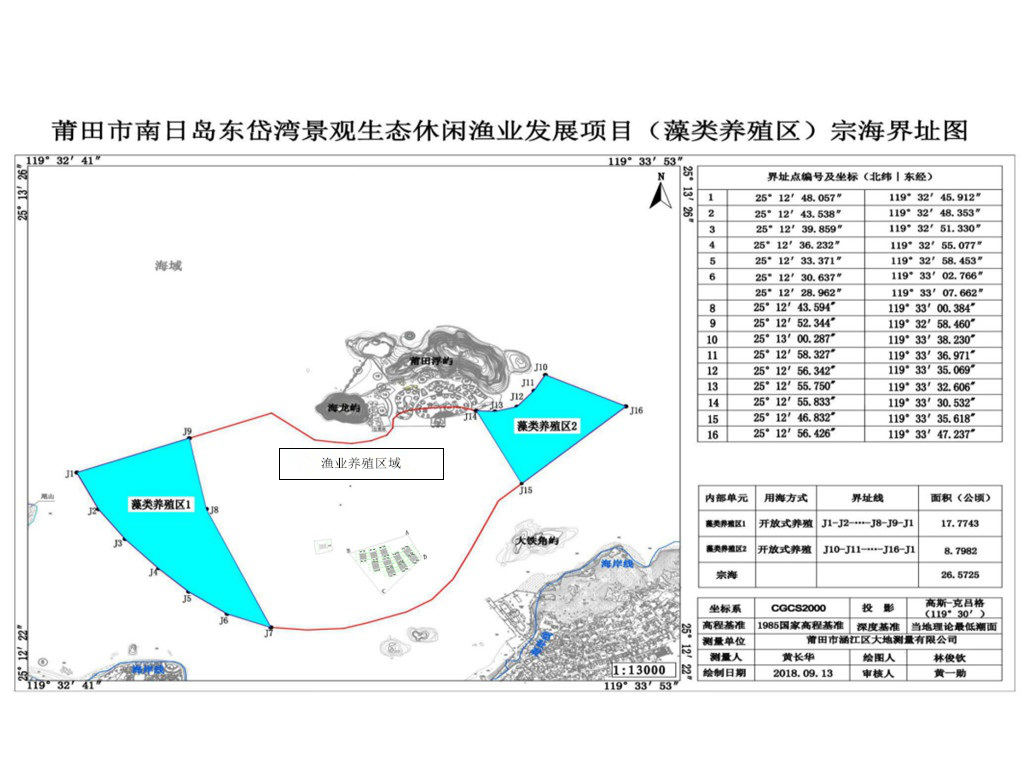 莆田市南日岛东岱湾景观生态休闲渔业发展项目（藻类养殖区）宗海界址图
119° 32′ 41″
119° 33′ 53″
25° 13′ 26″
25° 13′ 26″
N
海域
莆田浮屿
海龙屿
J10
J11
J12
J13
J14
J16
藻类养殖区2
J9
渔业养殖区域
J1
J15
藻类养殖区1
J2
J8
J3
大铁角屿
A
B
D
C
海岸线
J4
J5
J6
J7
海岸线
海岸线
1:13000
25° 12′ 22″
25° 12′ 22″
119° 32′ 41″
119° 33′ 53″
界址点编号及坐标（北纬｜东经）
1 25° 12′ 48.057″ 119° 32′ 45.912″
2 25° 12′ 43.538″ 119° 32′ 48.353″
3 25° 12′ 39.859″ 119° 32′ 51.330″
4 25° 12′ 36.232″ 119° 32′ 55.077″
5 25° 12′ 33.371″ 119° 32′ 58.453″
6 25° 12′ 30.637″ 119° 33′ 02.766″
25° 12′ 28.962″ 119° 33′ 07.662″
8 25° 12′ 43.594″ 119° 33′ 00.384″
9 25° 12′ 52.344″ 119° 32′ 58.460″
10 25° 13′ 00.287″ 119° 33′ 38.230″
11 25° 12′ 58.327″ 119° 33′ 36.971″
12 25° 12′ 56.342″ 119° 33′ 35.069″
13 25° 12′ 55.750″ 119° 33′ 32.606″
14 25° 12′ 55.833″ 119° 33′ 30.532″
15 25° 12′ 46.832″ 119° 33′ 35.618″
16 25° 12′ 56.426″ 119° 33′ 47.237″
内部单元 用海方式 界址线 面积（公顷）
藻类养殖区1 开放式养殖 J1-J2-…-J8-J9-J1 17.7743
藻类养殖区2 开放式养殖 J10-J11-…-J16-J1 8.7982
宗海 26.5725
坐标系 CGCS2000 投 影 高斯-克吕格（119°30′）
高程基准 1985国家高程基准 深度基准 当地理论最低潮面
测量单位 莆田市涵江区大地测量有限公司
测量人 黄长华 绘图人 林俊钦
绘制日期 2018.09.13 审核人 黄一勋